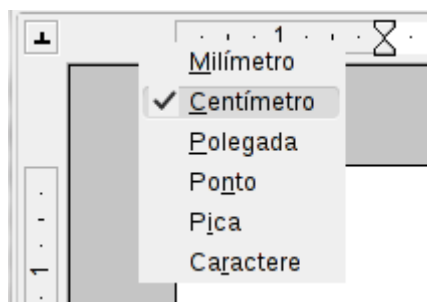 1
Milímetro
✓ Centímetro
Polegada
Ponto
Pica
Caractere
1